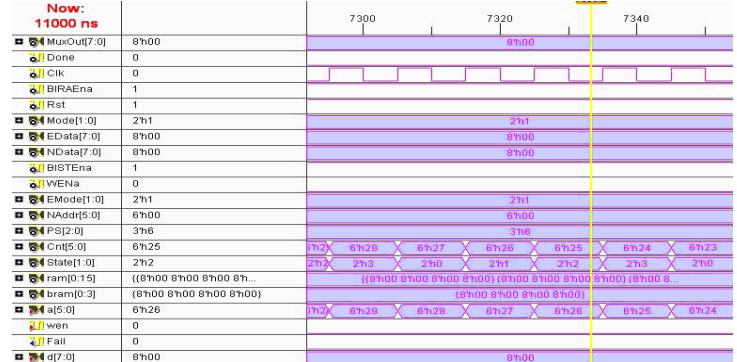 Now:
11000 ns
7300 7320 7340
MuxOut[7:0] 8'h00 8'h00
Done 0
Clk 0
BIRAEna 1
Rst 1
Mode[1:0] 2'h1 2'h1
EData[7:0] 8'h00 8'h00
NData[7:0] 8'h00 8'h00
BISTEna 1
WENa 0
EMode[1:0] 2'h1 2'h1
NAddr[5:0] 6'h00 6'h00
PS[2:0] 3'h6 3'h6
Cnt[5:0] 6'h25 6'h28 6'h27 6'h26 6'h25 6'h24 6'h23
State[1:0] 2'h2 2'h3 2'h0 2'h1 2'h2 2'h3 2'h0
ram[0:15] {{8'h00 8'h00 8'h00 8'h... {{8'h00 8'h00 8'h00 8'h00} {8'h00 8'h00 8'h00 8'h00} {8'h00 8...
bram[0:3] {8'h00 8'h00 8'h00 8'h00} {8'h00 8'h00 8'h00 8'h00}
a[5:0] 6'h26 6'h29 6'h28 6'h27 6'h26 6'h25 6'h24
wen 0
Fail 0
d[7:0] 8'h00 8'h00